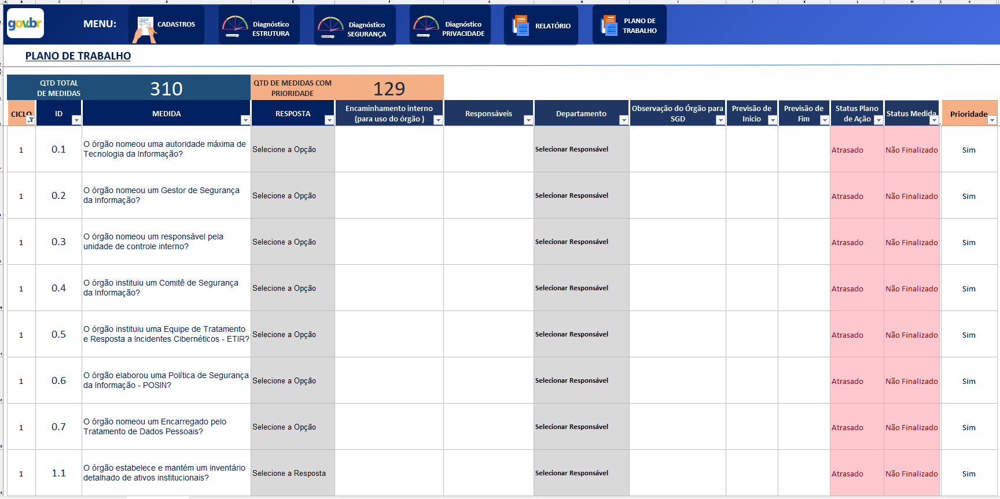 gov.br
MENU:
CADASTROS
Diagnóstico
ESTRUTURA
Diagnóstico
SEGURANÇA
Diagnóstico
PRIVACIDADE
RELATÓRIO
PLANO DE
TRABALHO
PLANO DE TRABALHO
QTD TOTAL
DE MEDIDAS
310
QTD DE MEDIDAS COM
PRIORIDADE
129
CICLO
ID
MEDIDA
RESPOSTA
Encaminhamento interno
(para uso do órgão )
Responsáveis
Departamento
Observação do Órgão para
SGD
Previsão de
Inicio
Previsão de
Fim
Status Plano
de Ação
Status Medida
Prioridade
1
0.1
O órgão nomeou uma autoridade máxima de
Tecnologia da Informação?
Selecione a Opção
Selecionar Responsável
Atrasado
Não Finalizado
Sim
1
0.2
O órgão nomeou um Gestor de Segurança
da Informação?
Selecione a Opção
Selecionar Responsável
Atrasado
Não Finalizado
Sim
1
0.3
O órgão nomeou um responsável pela
unidade de controle interno?
Selecione a Opção
Selecionar Responsável
Atrasado
Não Finalizado
Sim
1
0.4
O órgão instituiu um Comitê de Segurança
da Informação?
Selecione a Opção
Selecionar Responsável
Atrasado
Não Finalizado
Sim
1
0.5
O órgão instituiu uma Equipe de Tratamento
e Resposta a Incidentes Cibernéticos - ETIR?
Selecione a Opção
Selecionar Responsável
Atrasado
Não Finalizado
Sim
1
0.6
O órgão elaborou uma Política de Segurança
da Informação - POSIN?
Selecione a Opção
Selecionar Responsável
Atrasado
Não Finalizado
Sim
1
0.7
O órgão nomeou um Encarregado pelo
Tratamento de Dados Pessoais?
Selecione a Opção
Selecionar Responsável
Atrasado
Não Finalizado
Sim
1
1.1
O órgão estabelece e mantém um inventário
detalhado de ativos institucionais?
Selecione a Resposta
Selecionar Responsável
Atrasado
Não Finalizado
Sim